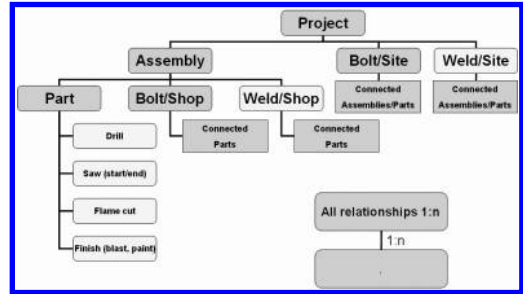 Project
Assembly
Bolt/Site
Weld/Site
Connected
Assemblies/Parts
Connected
Assemblies/Parts
Part
Bolt/Shop
Weld/Shop
Connected
Parts
Connected
Parts
Drill
Saw (start/end)
Flame cut
Finish (blast, paint)
All relationships 1:n
1:n